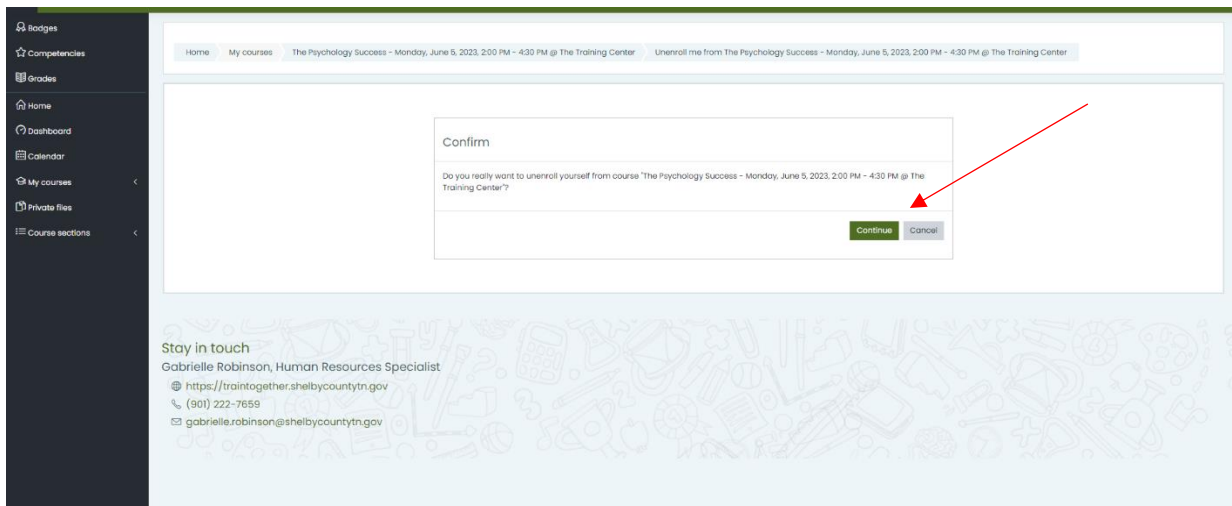 Badges
Competencies
Grades
Home
Dashboard
Calendar
My courses
Private files
Course sections
Home My courses The Psychology Success - Monday, June 5, 2023, 2:00 PM - 4:30 PM @ The Training Center Unenroll me from The Psychology Success - Monday, June 5, 2023, 2:00 PM - 4:30 PM @ The Training Center
Confirm
Do you really want to unenroll yourself from course "The Psychology Success - Monday, June 5, 2023, 2:00 PM - 4:30 PM @ The
Training Center"?
Continue Cancel
Stay in touch
Gabrielle Robinson, Human Resources Specialist
https://traintogether.shelbycountytn.gov
(901) 222-7659
gabrielle.robinson@shelbycountytn.gov